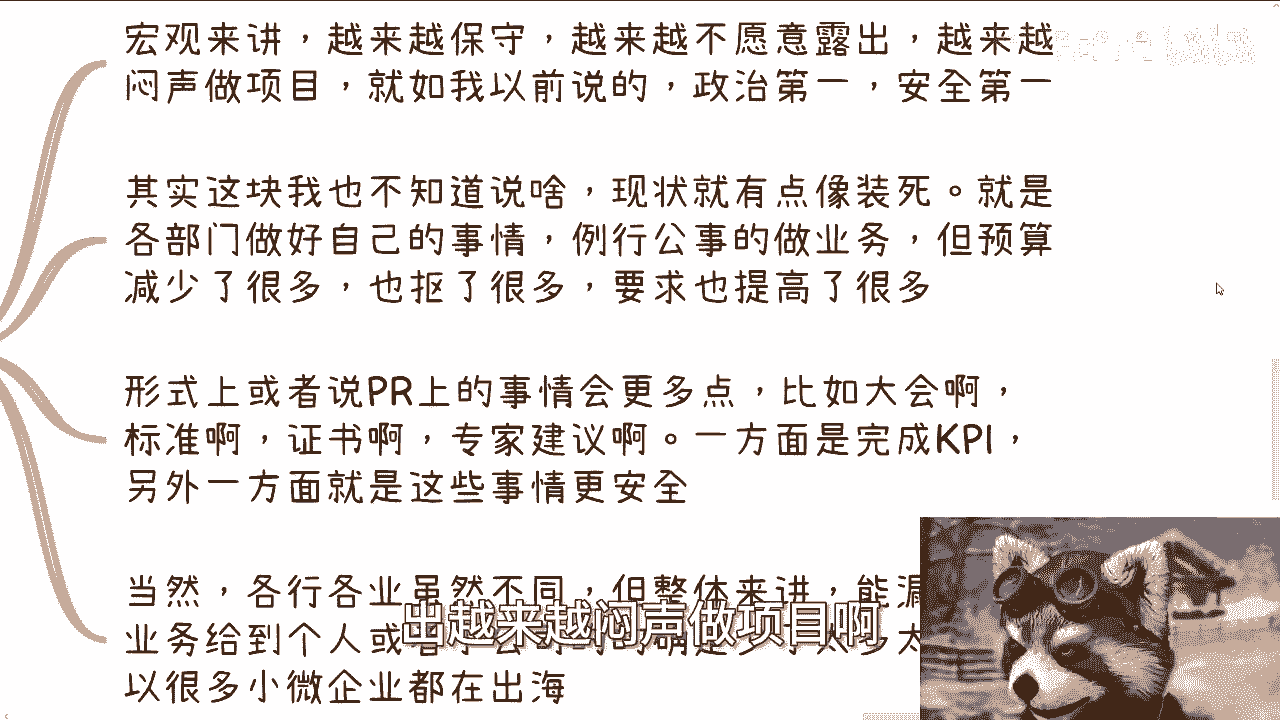 宏观来讲，越来越保守，越来越不愿意露出，越来越
闷声做项目，就如我以前说的，政治第一，安全第一
其实这块我也不知道说啥，现状就有点像装死。就是
各部门做好自己的事情，例行公事的做业务，但预算
减少了很多，也抠了很多，要求也提高了很多
形式上或者说PR上的事情会更多点，比如大会啊，
标准啊，证书啊，专家建议啊。一方面是完成KPI，
另外一方面就是这些事情更安全
当然，各行各业虽然不同，但整体来讲，能漏
业务给到个人或
以很多小微企业都在出海
出越来越闷声做项目啊